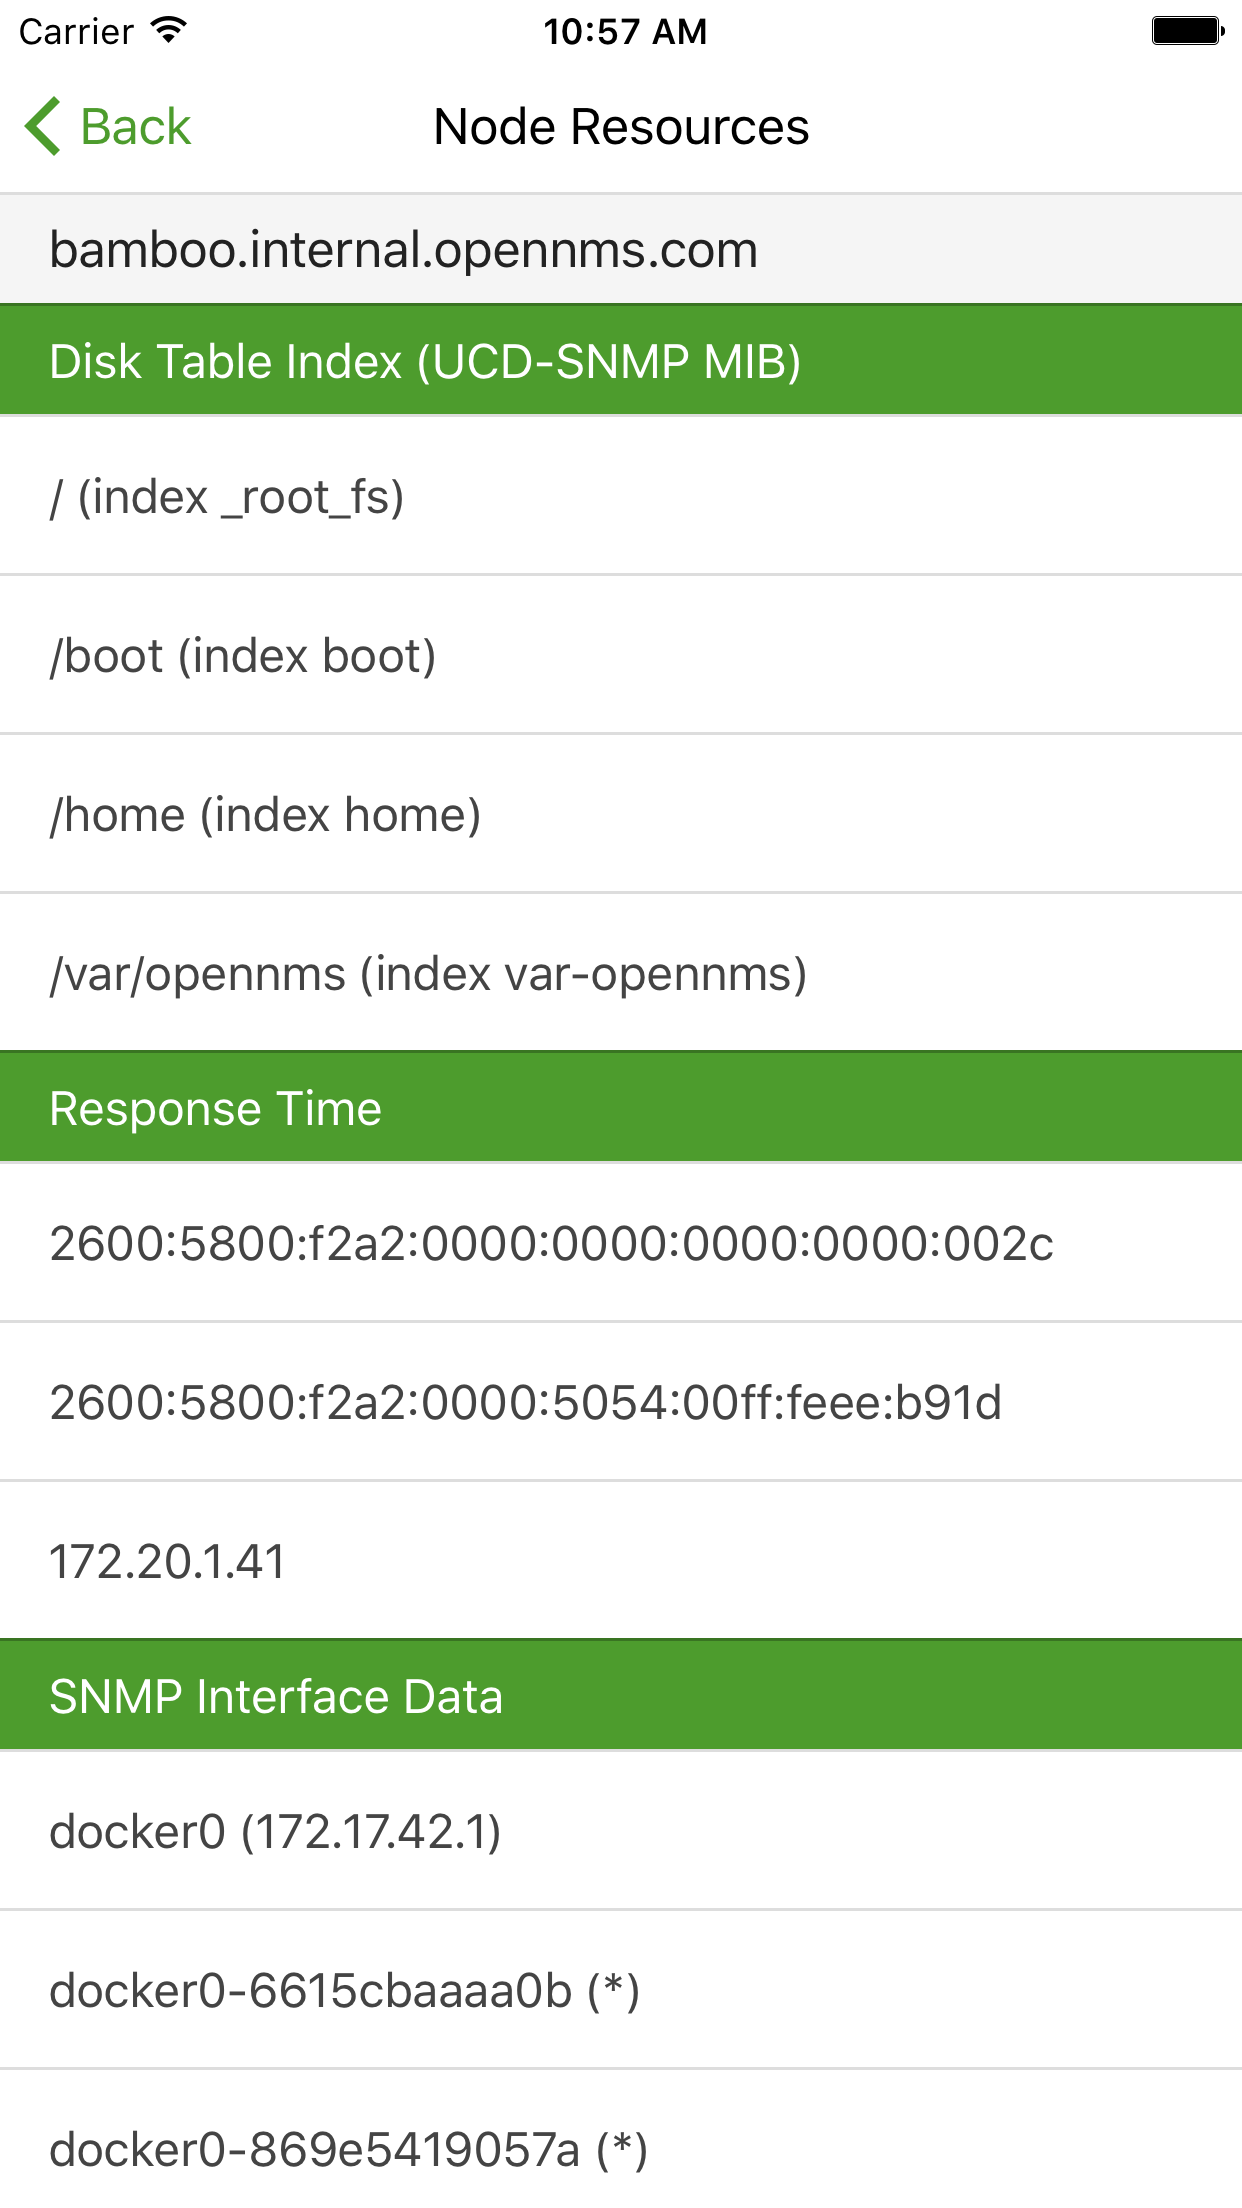 Carrier 10:57 AM
Back Node Resources
bamboo.internal.opennms.com
Disk Table Index (UCD-SNMP MIB)
/ (index _root_fs)
/boot (index boot)
/home (index home)
/var/opennms (index var-opennms)
Response Time
2600:5800:f2a2:0000:0000:0000:0000:002c
2600:5800:f2a2:0000:5054:00ff:feee:b91d
172.20.1.41
SNMP Interface Data
docker0 (172.17.42.1)
docker0-6615cbaaaa0b (*)
docker0-869e5419057a (*)